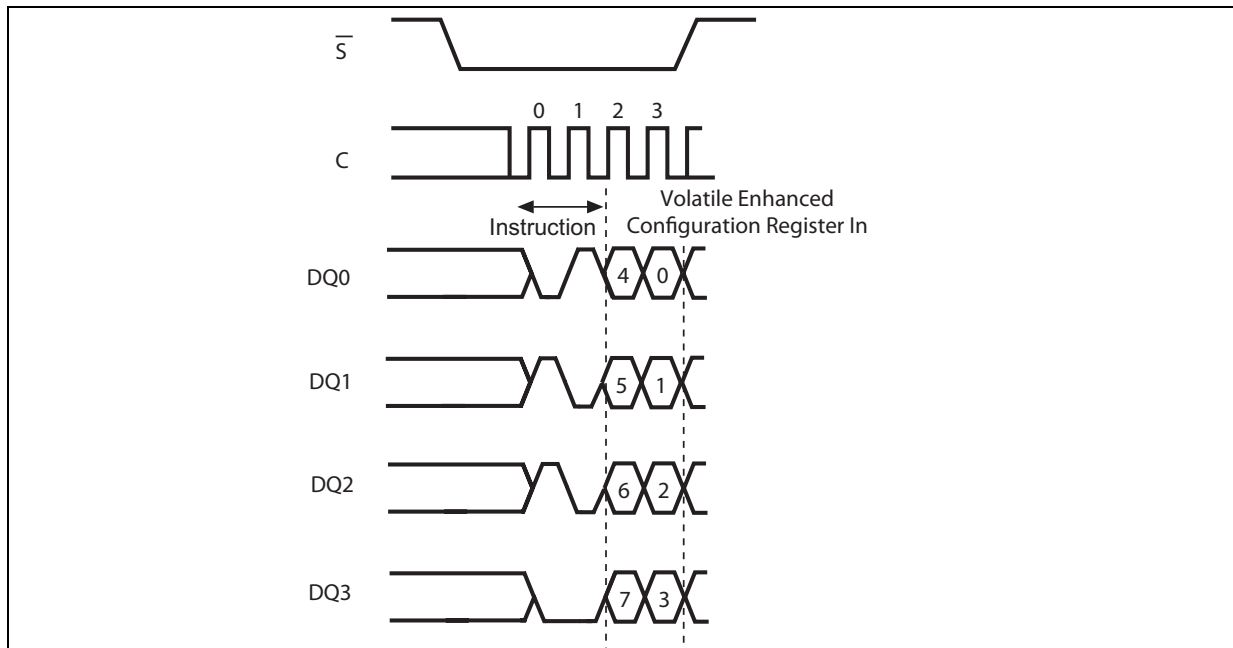 S
0 1 2 3
C
Volatile Enhanced
Instruction Configuration Register In
DQ0 4 0
DQ1 5 1
DQ2 6 2
DQ3 7 3